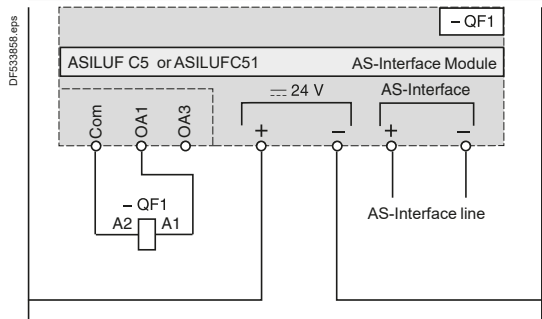 DF533858.eps
– QF1
ASILUF C5 or ASILUFC51 AS-Interface Module
24 V AS-Interface
Com OA1 OA3 + – + –
– QF1
A2 A1
AS-Interface line